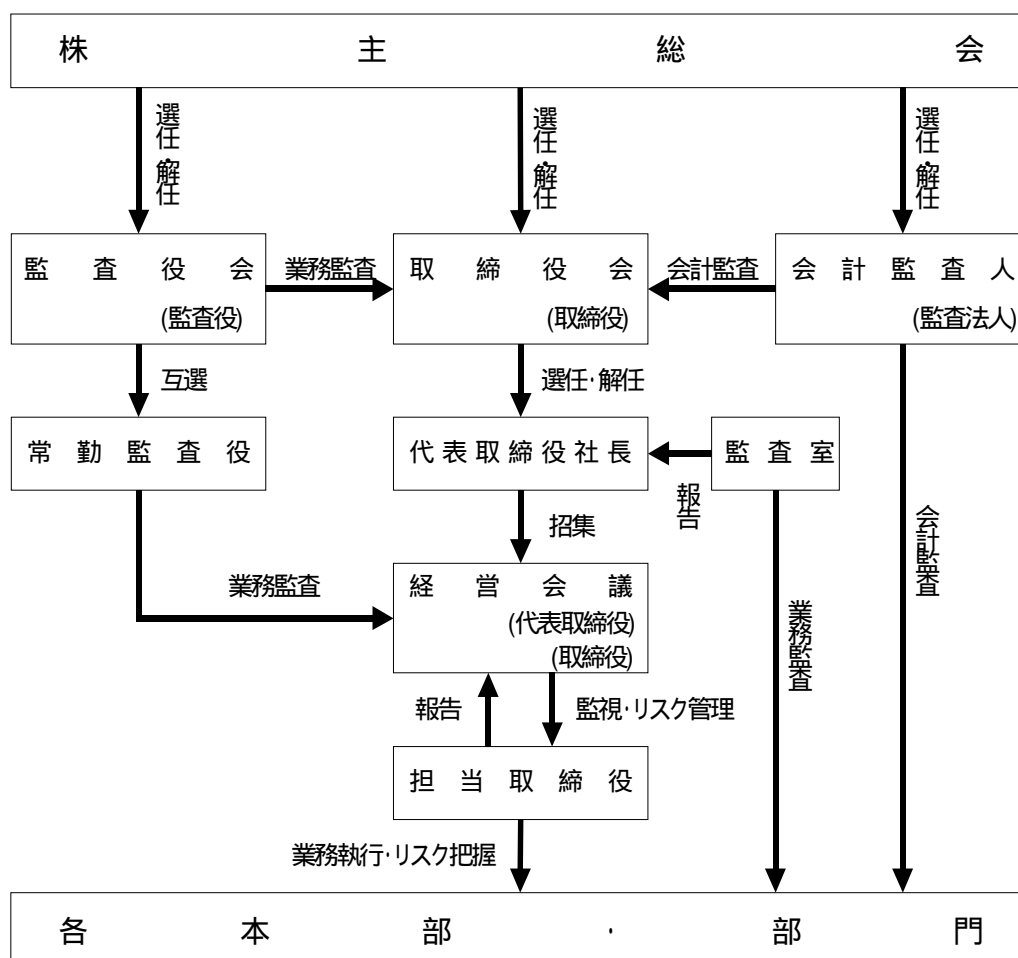 株主総会
選任・解任
選任・解任
選任・解任
監査役会
(監査役)
業務監査
取締役会
(取締役)
会計監査
会計監査人
(監査法人)
互選
選任・解任
常勤監査役
代表取締役社長
監査室
報告
招集
会計監査
業務監査
経営会議
(代表取締役)
(取締役)
業務監査
報告
監視・リスク管理
担当取締役
業務執行・リスク把握
各本部・部門